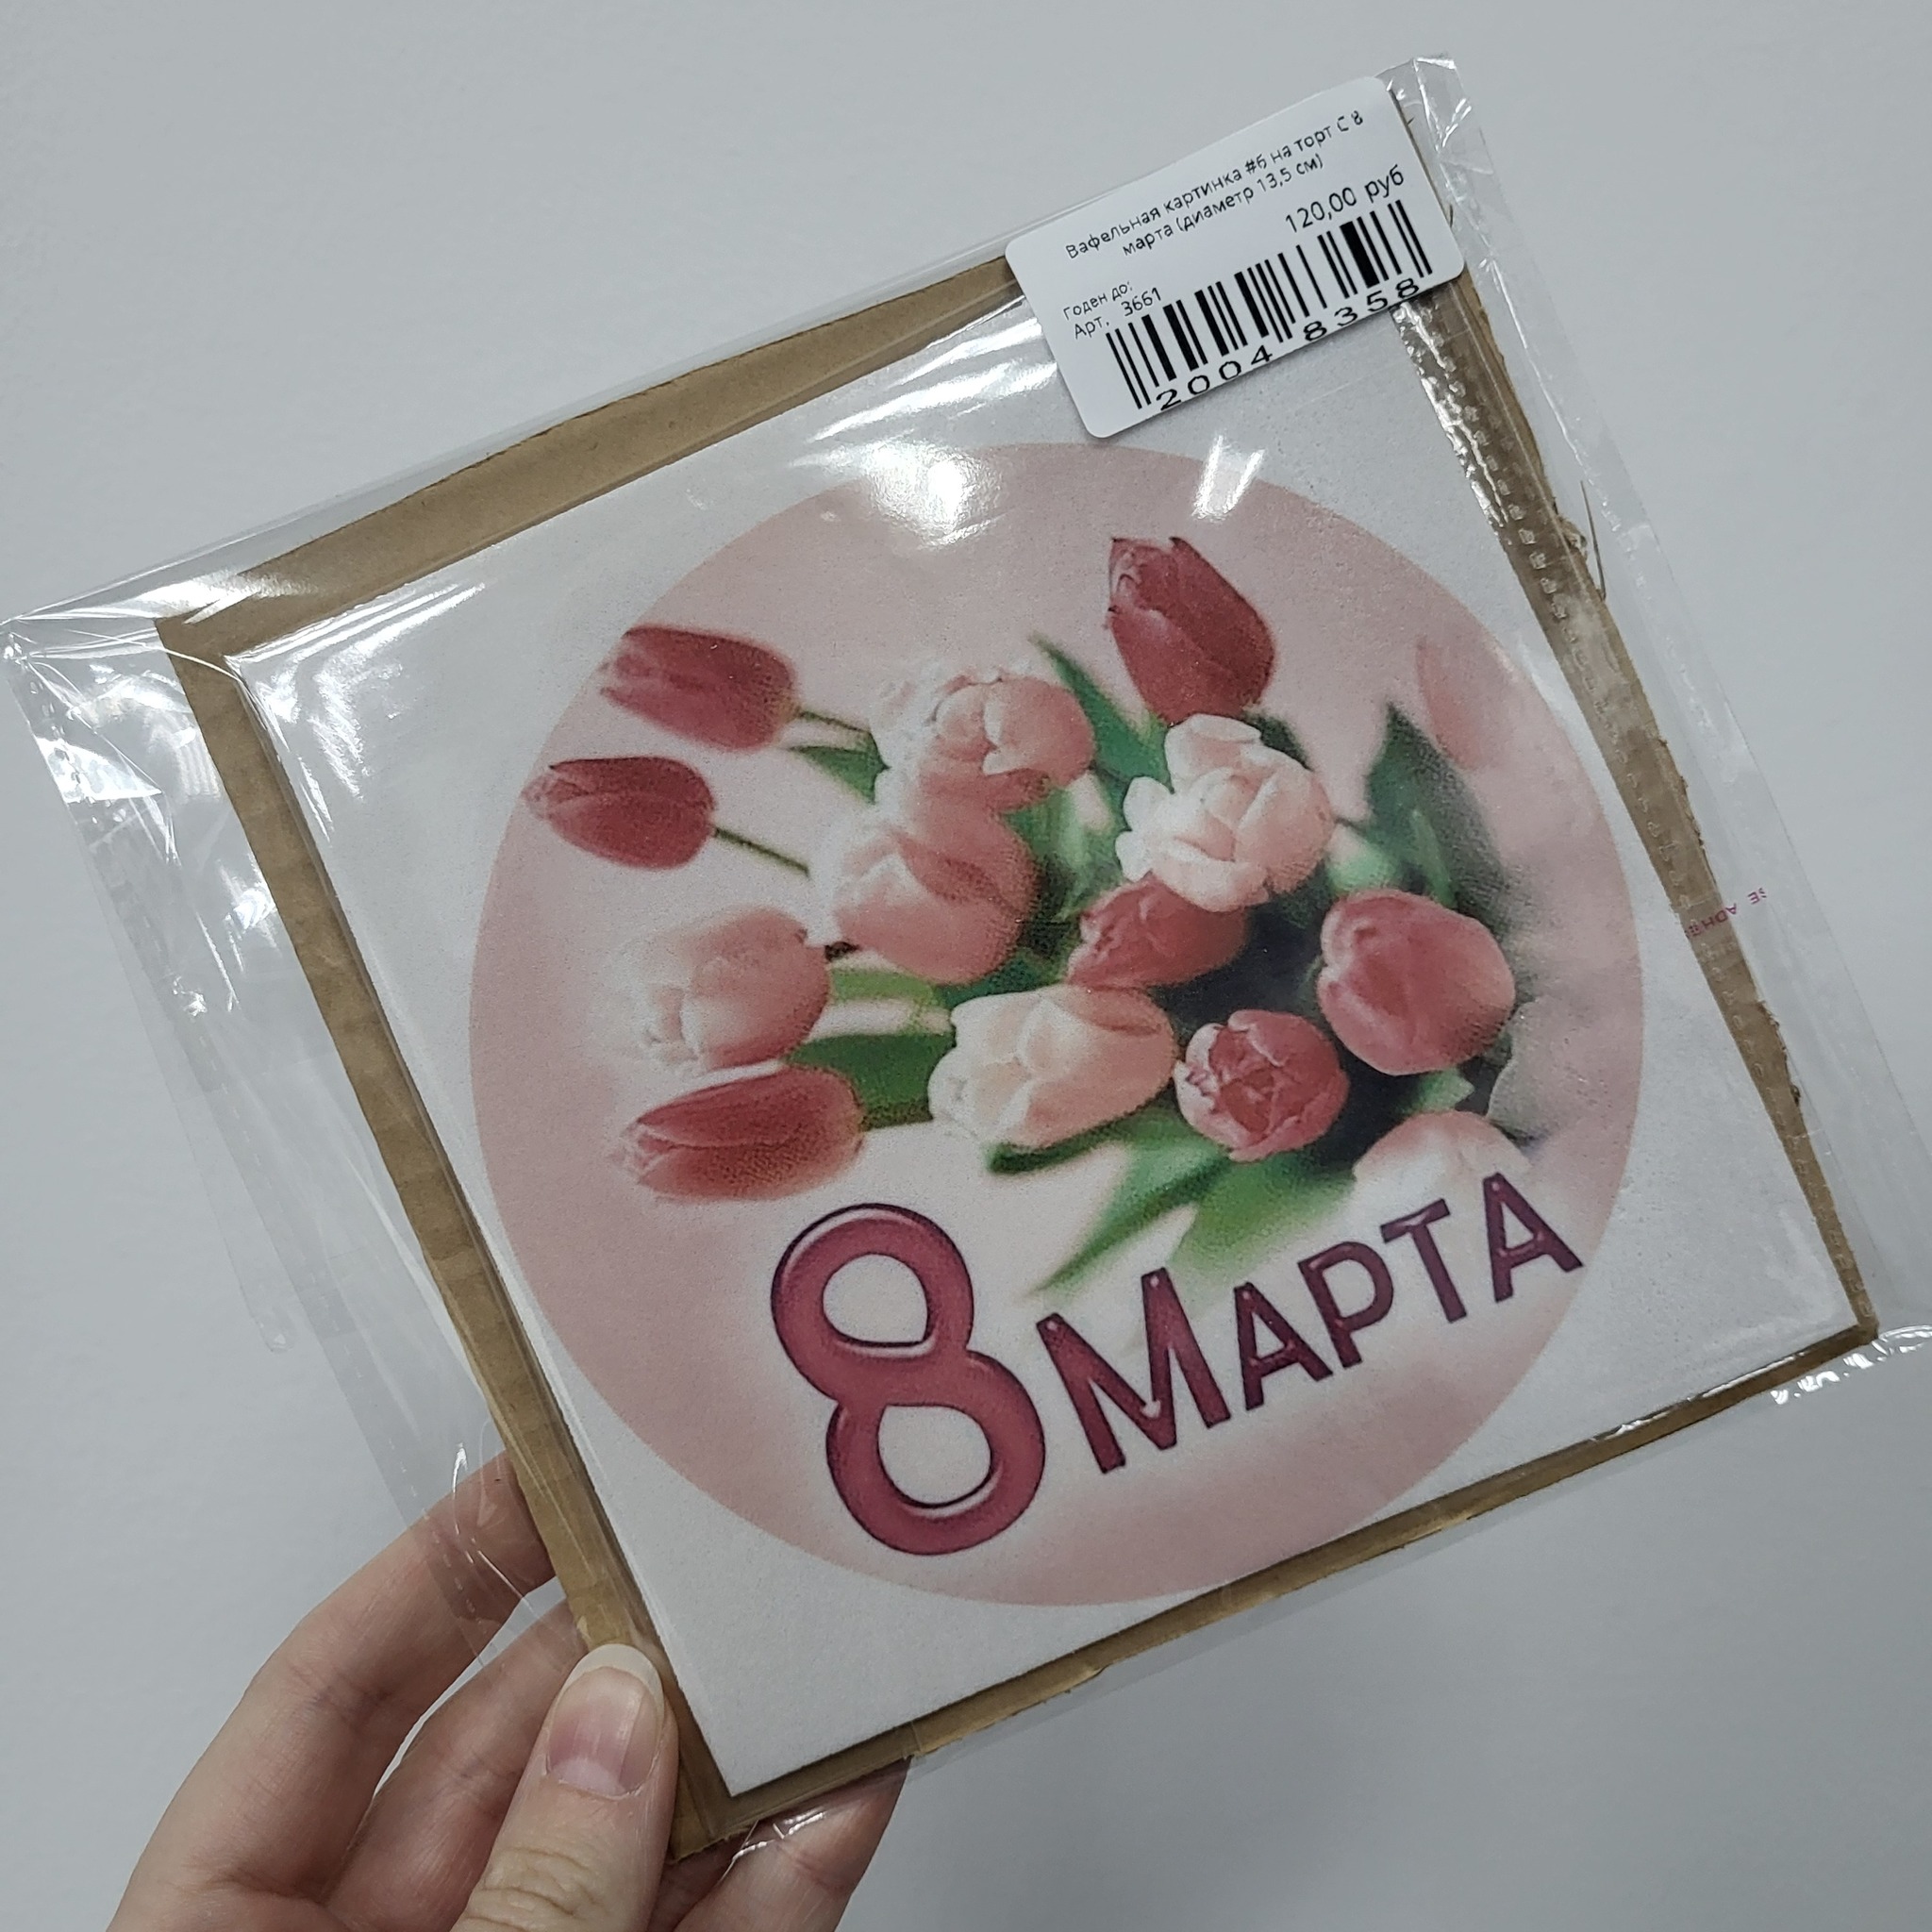 Вафельная картинка #6 на торт С 8
марта (диаметр 13,5 см)
120,00 руб
Годен до:
Арт. 3661
2004 8358
8 МАРТА